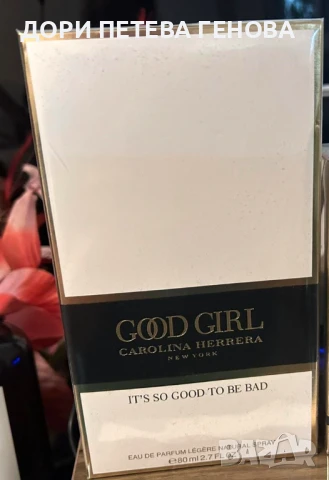 ДОРИ ПЕТЕВА ГЕНОВА
GOOD GIRL
CAROLINA HERRERA
NEW YORK
IT'S SO GOOD TO BE BAD
EAU DE PARFUM LÉGÈRE NATURAL SPRAY
℮80 ml 2.7 FL. OZ
BAZAR